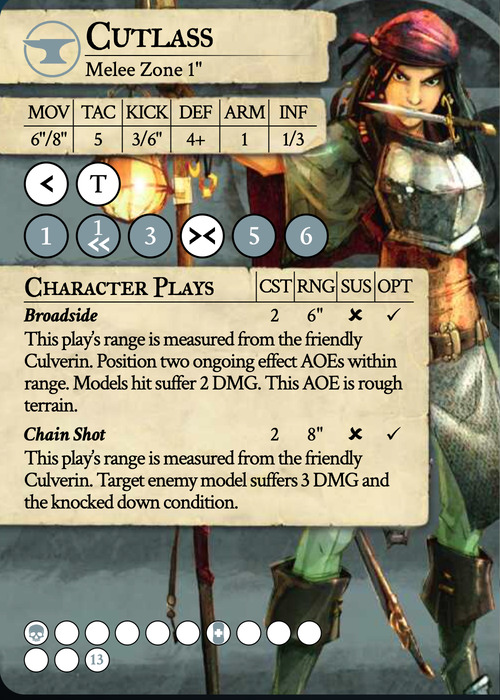 CUTLASS
Melee Zone 1"
MOV TAC KICK DEF ARM INF
6"/8" 5 3/6" 4+ 1 1/3
< T
1 1 << 3 >< 5 6
CHARACTER PLAYS CST RNG SUS OPT
Broadside 2 6" ✘ ✓
This play's range is measured from the friendly
Culverin. Position two ongoing effect AOEs within
range. Models hit suffer 2 DMG. This AOE is rough
terrain.
Chain Shot 2 8" ✘ ✓
This play's range is measured from the friendly
Culverin. Target enemy model suffers 3 DMG and
the knocked down condition.
13